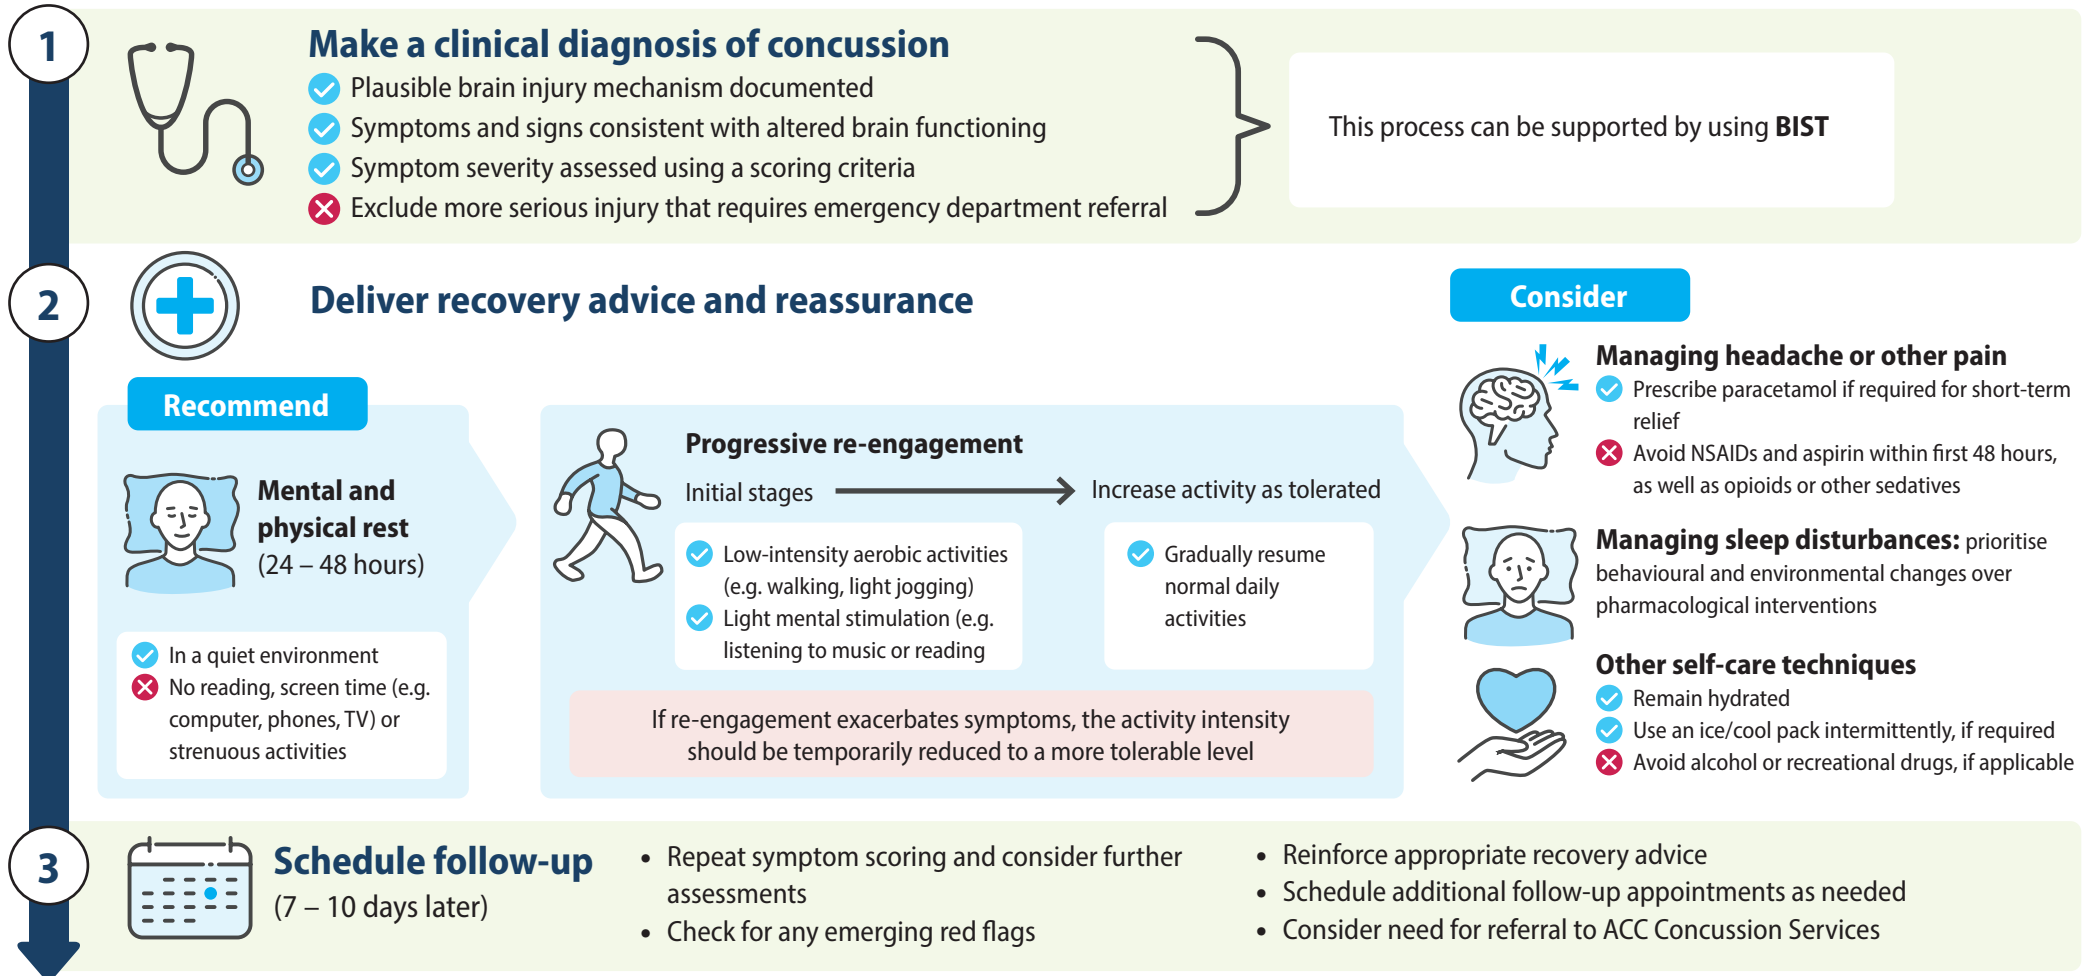 1
Make a clinical diagnosis of concussion
Plausible brain injury mechanism documented
Symptoms and signs consistent with altered brain functioning
Symptom severity assessed using a scoring criteria
Exclude more serious injury that requires emergency department referral
This process can be supported by using BIST
2
Deliver recovery advice and reassurance
Recommend
Mental and
physical rest
(24 – 48 hours)
In a quiet environment
No reading, screen time (e.g.
computer, phones, TV) or
strenuous activities
Progressive re-engagement
Initial stages
Increase activity as tolerated
Low-intensity aerobic activities
(e.g. walking, light jogging)
Light mental stimulation (e.g.
listening to music or reading
Gradually resume
normal daily
activities
If re-engagement exacerbates symptoms, the activity intensity
should be temporarily reduced to a more tolerable level
Consider
Managing headache or other pain
Prescribe paracetamol if required for short-term
relief
Avoid NSAIDs and aspirin within first 48 hours,
as well as opioids or other sedatives
Managing sleep disturbances: prioritise
behavioural and environmental changes over
pharmacological interventions
Other self-care techniques
Remain hydrated
Use an ice/cool pack intermittently, if required
Avoid alcohol or recreational drugs, if applicable
3
Schedule follow-up
(7 – 10 days later)
• Repeat symptom scoring and consider further
assessments
• Check for any emerging red flags
• Reinforce appropriate recovery advice
• Schedule additional follow-up appointments as needed
• Consider need for referral to ACC Concussion Services